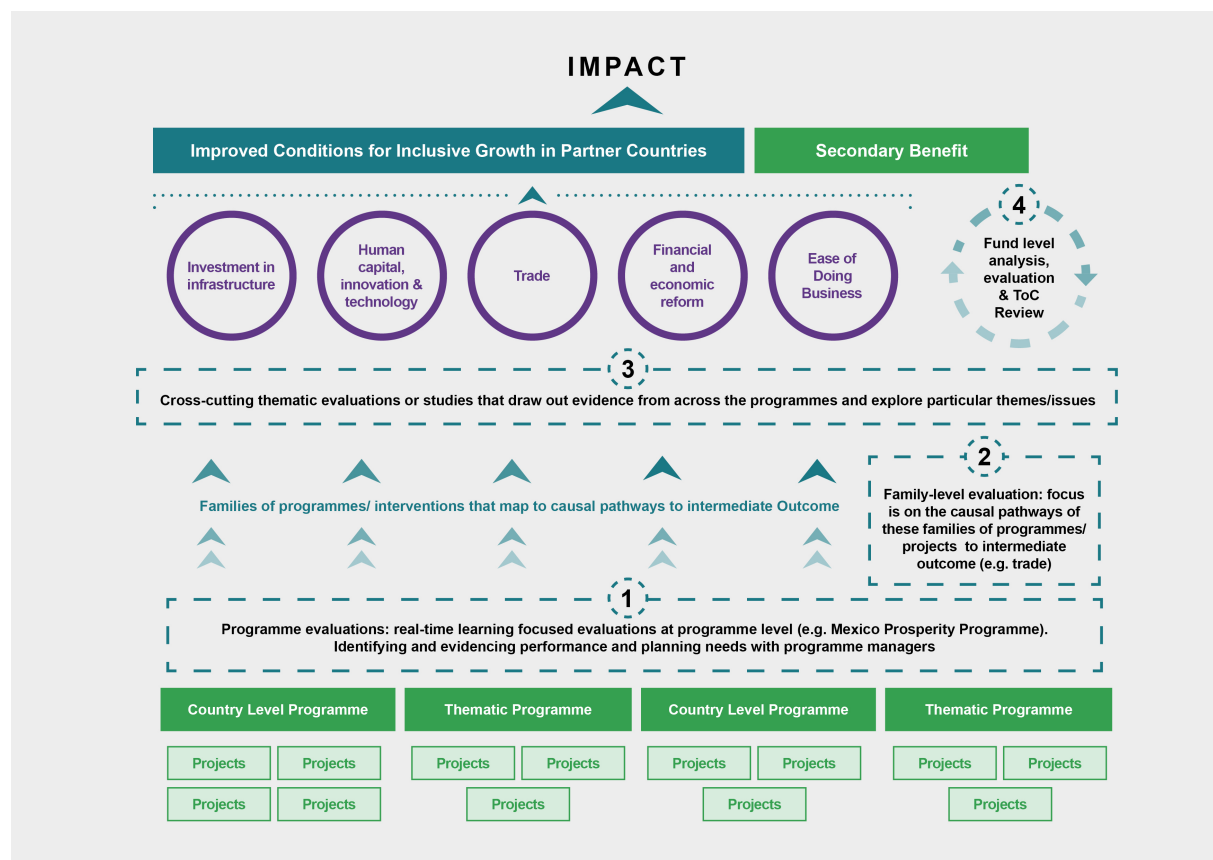 IMPACT
Improved Conditions for Inclusive Growth in Partner Countries
Secondary Benefit
Investment in
infrastructure
Human
capital,
innovation &
technology
Trade
Financial
and
economic
reform
Ease of
Doing
Business
4
Fund level
analysis,
evaluation
& ToC
Review
3
Cross-cutting thematic evaluations or studies that draw out evidence from across the programmes and explore particular themes/issues
Families of programmes/ interventions that map to causal pathways to intermediate Outcome
2
Family-level evaluation: focus
is on the causal pathways of
these families of programmes/
projects to intermediate
outcome (e.g. trade)
1
Programme evaluations: real-time learning focused evaluations at programme level (e.g. Mexico Prosperity Programme).
Identifying and evidencing performance and planning needs with programme managers
Country Level Programme
Thematic Programme
Country Level Programme
Thematic Programme
Projects
Projects
Projects
Projects
Projects
Projects
Projects
Projects
Projects
Projects
Projects
Projects
Projects